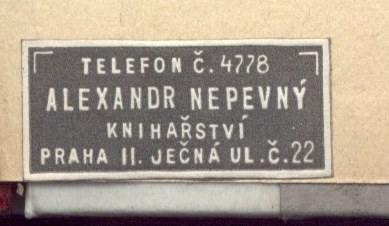 TELEFON Č. 4778
ALEXANDR NEPEVNÝ
KNIHAŘSTVÍ
PRAHA II. JEČNÁ UL. Č. 22